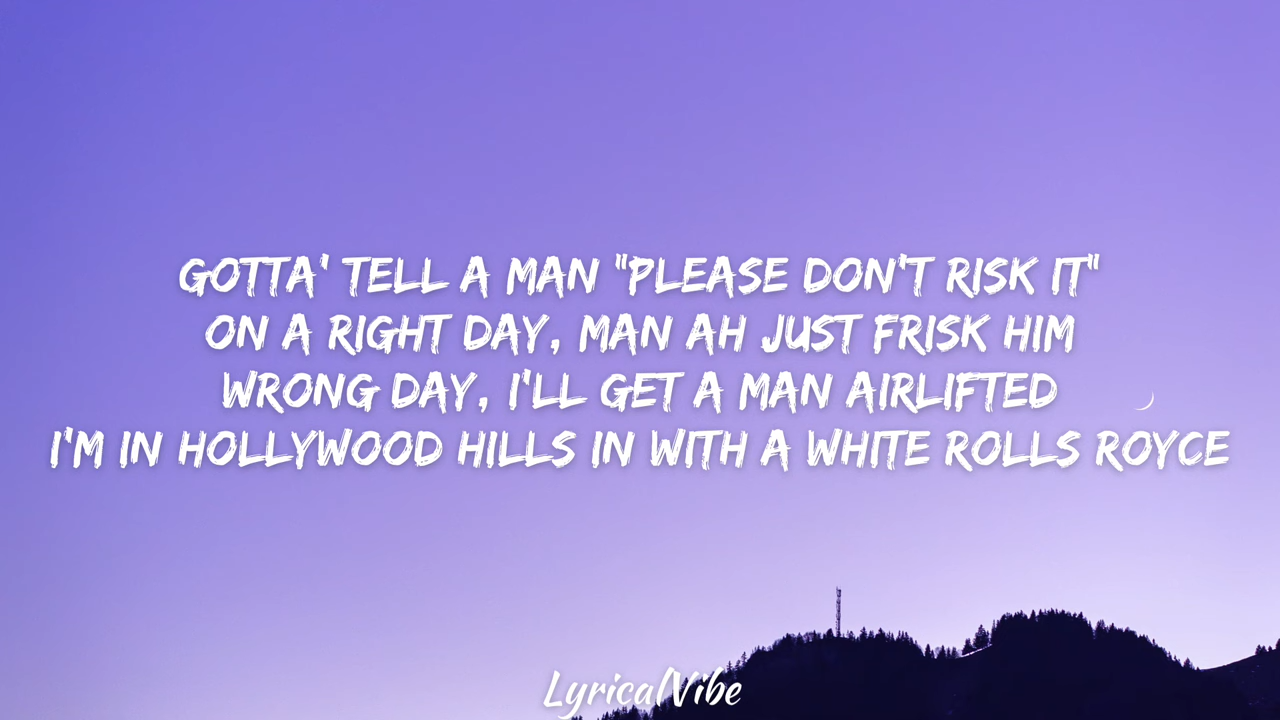 GOTTA' TELL A MAN "PLEASE DON'T RISK IT"
ON A RIGHT DAY, MAN AH JUST FRISK HIM
WRONG DAY, I'LL GET A MAN AIRLIFTED
I'M IN HOLLYWOOD HILLS IN WITH A WHITE ROLLS ROYCE
LyricalVibe